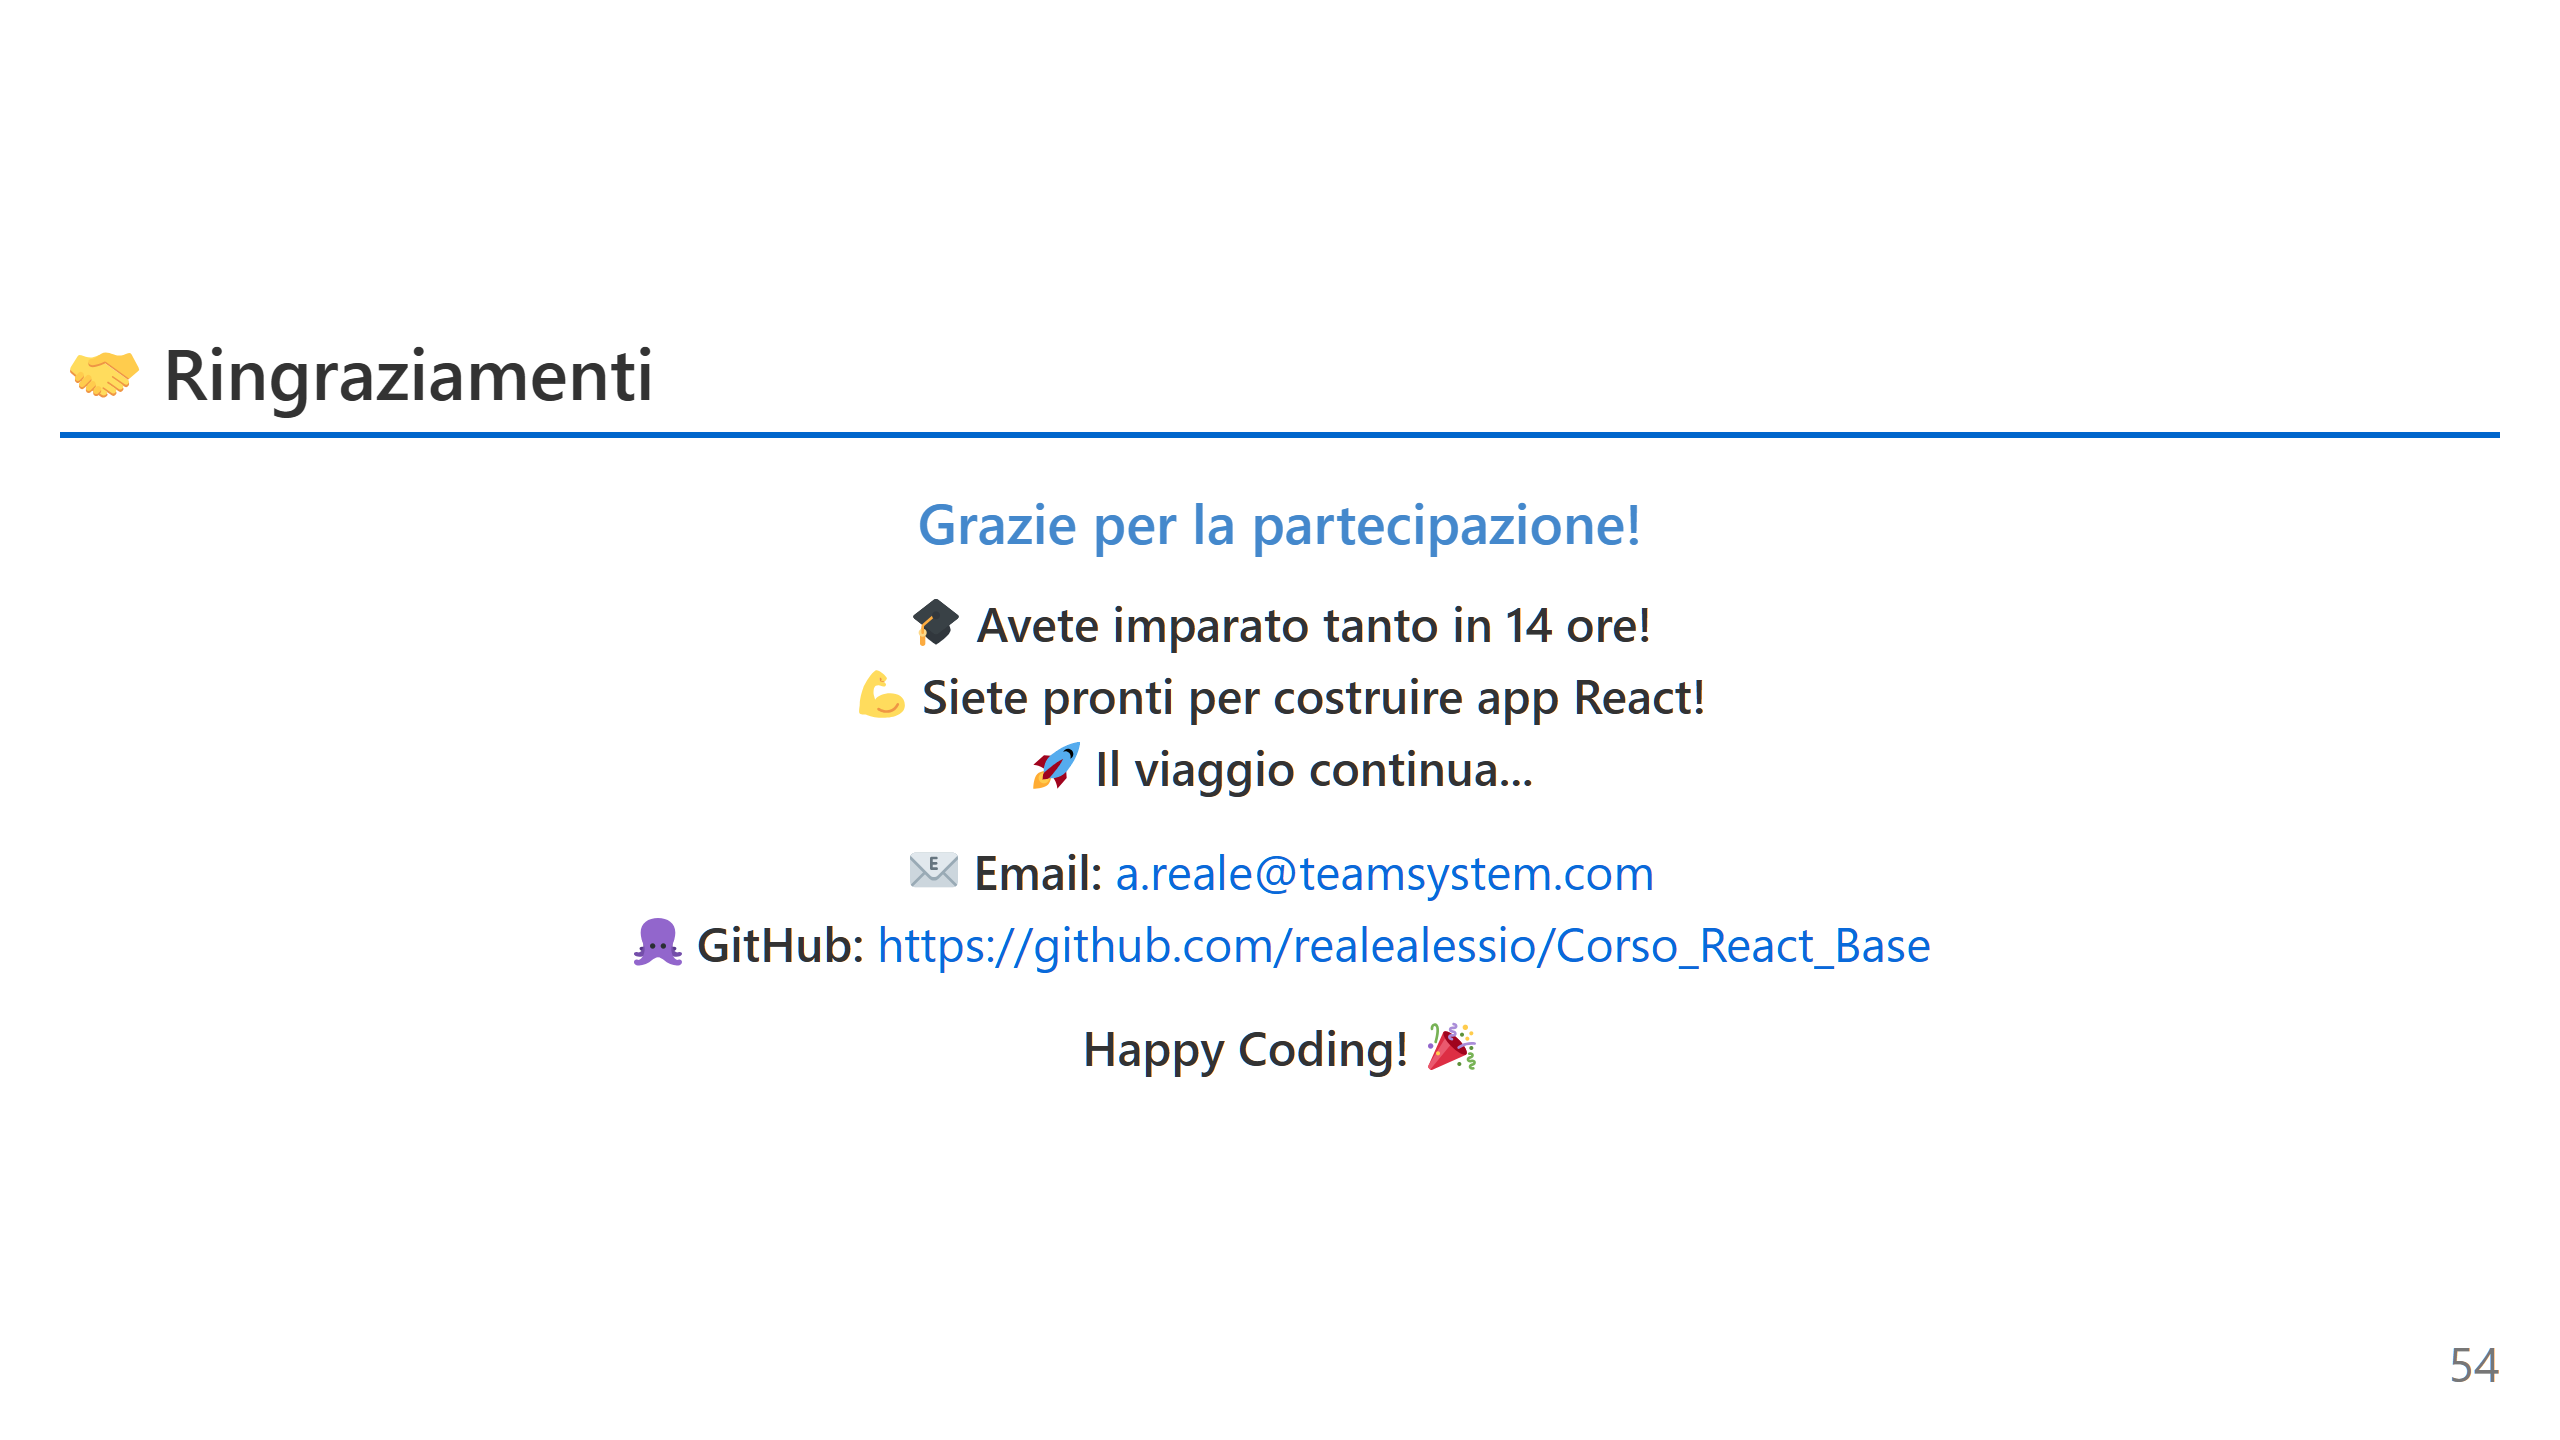 🤝 Ringraziamenti
Grazie per la partecipazione!
🎓 Avete imparato tanto in 14 ore!
💪 Siete pronti per costruire app React!
🚀 Il viaggio continua...
📧 Email: a.reale@teamsystem.com
🐙 GitHub: https://github.com/realealessio/Corso_React_Base
Happy Coding! 🎉
54